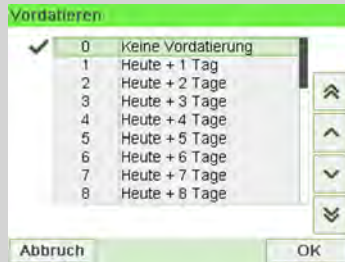 Vordatieren
0 Keine Vordatierung
1 Heute + 1 Tag
2 Heute + 2 Tage
3 Heute + 3 Tage
4 Heute + 4 Tage
5 Heute + 5 Tage
6 Heute + 6 Tage
7 Heute + 7 Tage
8 Heute + 8 Tage
Abbruch OK